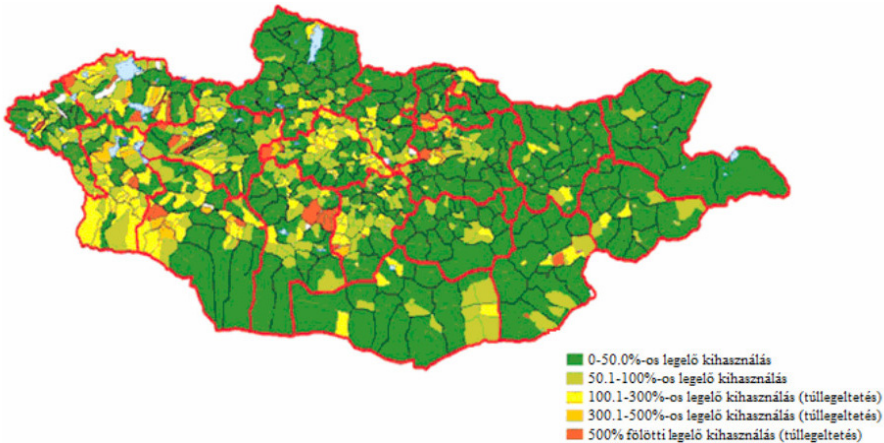 0-50.0%-os legelő kihasználás
50.1-100%-os legelő kihasználás
100.1-300%-os legelő kihasználás (túllegeltetés)
300.1-500%-os legelő kihasználás (túllegeltetés)
500% fölötti legelő kihasználás (túllegeltetés)